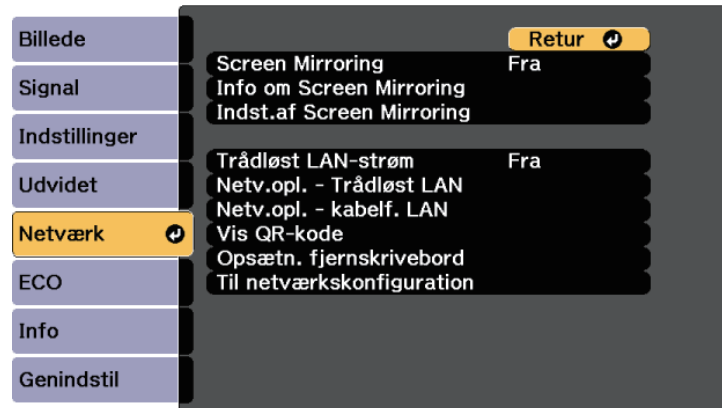 Billede
Signal
Indstillinger
Udvidet
Netværk
ECO
Info
Genindstil
Retur
Screen Mirroring Fra
Info om Screen Mirroring
Indst.af Screen Mirroring
Trådløst LAN-strøm Fra
Netv.opl. - Trådløst LAN
Netv.opl. - kabelf. LAN
Vis QR-kode
Opsætn. fjernskrivebord
Til netværkskonfiguration